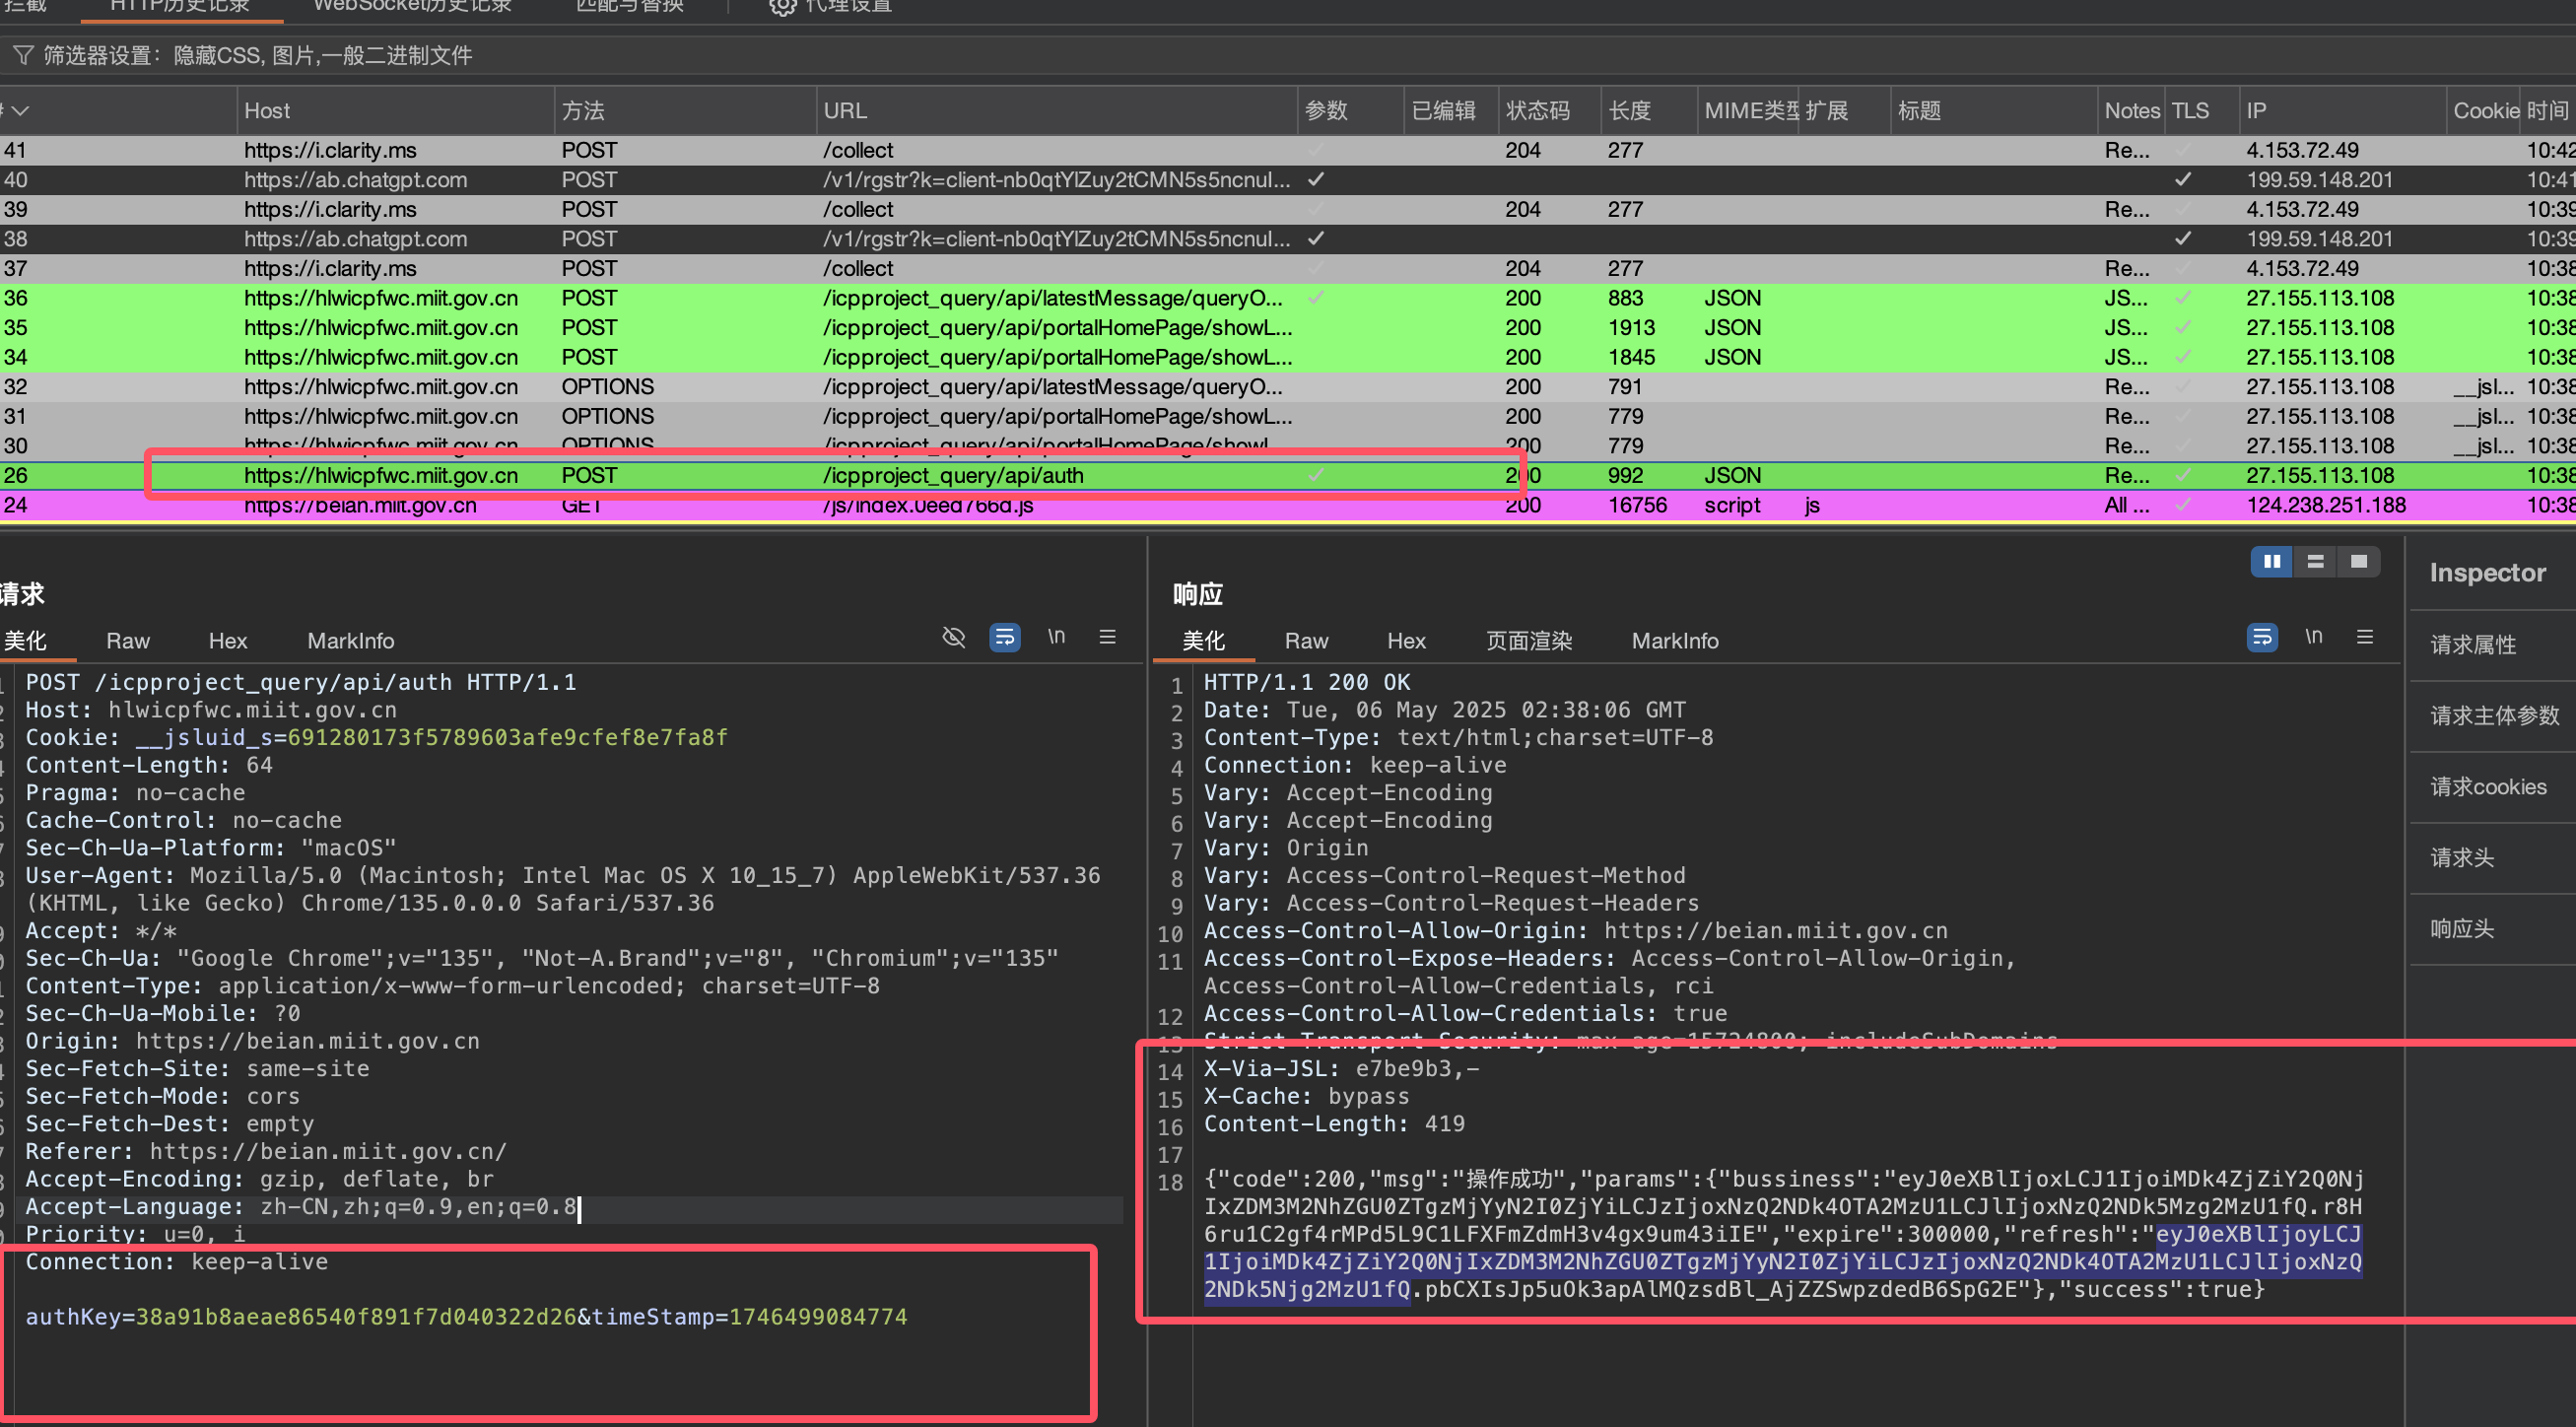 拦截 HTTP历史记录 WebSocket历史记录 匹配与替换 代理设置
筛选器设置：隐藏CSS, 图片,一般二进制文件
# Host 方法 URL 参数 已编辑 状态码 长度 MIME类型 扩展 标题 Notes TLS IP Cookie 时间
41 https://i.clarity.ms POST /collect 204 277 Re... 4.153.72.49 10:42
40 https://ab.chatgpt.com POST /v1/rgstr?k=client-nb0qtYlZuy2tCMN5s5ncnul... 199.59.148.201 10:41
39 https://i.clarity.ms POST /collect 204 277 Re... 4.153.72.49 10:39
38 https://ab.chatgpt.com POST /v1/rgstr?k=client-nb0qtYlZuy2tCMN5s5ncnul... 199.59.148.201 10:39
37 https://i.clarity.ms POST /collect 204 277 Re... 4.153.72.49 10:38
36 https://hlwicpfwc.miit.gov.cn POST /icpproject_query/api/latestMessage/queryO... 200 883 JSON JS... 27.155.113.108 10:38
35 https://hlwicpfwc.miit.gov.cn POST /icpproject_query/api/portalHomePage/showL... 200 1913 JSON JS... 27.155.113.108 10:38
34 https://hlwicpfwc.miit.gov.cn POST /icpproject_query/api/portalHomePage/showL... 200 1845 JSON JS... 27.155.113.108 10:38
32 https://hlwicpfwc.miit.gov.cn OPTIONS /icpproject_query/api/latestMessage/queryO... 200 791 Re... 27.155.113.108 __jsl... 10:38
31 https://hlwicpfwc.miit.gov.cn OPTIONS /icpproject_query/api/portalHomePage/showL... 200 779 Re... 27.155.113.108 __jsl... 10:38
30 https://hlwicpfwc.miit.gov.cn OPTIONS /icpproject_query/api/portalHomePage/showL... 200 779 Re... 27.155.113.108 __jsl... 10:38
26 https://hlwicpfwc.miit.gov.cn POST /icpproject_query/api/auth 200 992 JSON Re... 27.155.113.108 10:38
24 https://beian.miit.gov.cn GET /js/index.0eed766d.js 200 16756 script js All ... 124.238.251.188 10:38
请求
美化 Raw Hex MarkInfo \n
POST /icpproject_query/api/auth HTTP/1.1
Host: hlwicpfwc.miit.gov.cn
Cookie: __jsluid_s=691280173f5789603afe9cfef8e7fa8f
Content-Length: 64
Pragma: no-cache
Cache-Control: no-cache
Sec-Ch-Ua-Platform: "macOS"
User-Agent: Mozilla/5.0 (Macintosh; Intel Mac OS X 10_15_7) AppleWebKit/537.36
(KHTML, like Gecko) Chrome/135.0.0.0 Safari/537.36
Accept: */*
Sec-Ch-Ua: "Google Chrome";v="135", "Not-A.Brand";v="8", "Chromium";v="135"
Content-Type: application/x-www-form-urlencoded; charset=UTF-8
Sec-Ch-Ua-Mobile: ?0
Origin: https://beian.miit.gov.cn
Sec-Fetch-Site: same-site
Sec-Fetch-Mode: cors
Sec-Fetch-Dest: empty
Referer: https://beian.miit.gov.cn/
Accept-Encoding: gzip, deflate, br
Accept-Language: zh-CN,zh;q=0.9,en;q=0.8
Priority: u=0, i
Connection: keep-alive
authKey=38a91b8aeae86540f891f7d040322d26&timeStamp=1746499084774
响应
美化 Raw Hex 页面渲染 MarkInfo \n
1 HTTP/1.1 200 OK
2 Date: Tue, 06 May 2025 02:38:06 GMT
3 Content-Type: text/html;charset=UTF-8
4 Connection: keep-alive
5 Vary: Accept-Encoding
6 Vary: Accept-Encoding
7 Vary: Origin
8 Vary: Access-Control-Request-Method
9 Vary: Access-Control-Request-Headers
10 Access-Control-Allow-Origin: https://beian.miit.gov.cn
11 Access-Control-Expose-Headers: Access-Control-Allow-Origin,
Access-Control-Allow-Credentials, rci
12 Access-Control-Allow-Credentials: true
13 Strict-Transport-Security: max-age=15724800; includeSubDomains
14 X-Via-JSL: e7be9b3,-
15 X-Cache: bypass
16 Content-Length: 419
17
18 {"code":200,"msg":"操作成功","params":{"bussiness":"eyJ0eXBlIjoxLCJ1IjoiMDk4ZjZiY2Q0Nj
IxZDM3M2NhZGU0ZTgzMjYyN2I0ZjYiLCJzIjoxNzQ2NDk4OTA2MzU1LCJlIjoxNzQ2NDk5Mzg2MzU1fQ.r8H
6ru1C2gf4rMPd5L9C1LFXFmZdmH3v4gx9um43iIE","expire":300000,"refresh":"eyJ0eXBlIjoyLCJ
1IjoiMDk4ZjZiY2Q0NjIxZDM3M2NhZGU0ZTgzMjYyN2I0ZjYiLCJzIjoxNzQ2NDk4OTA2MzU1LCJlIjoxNzQ
2NDk5Njg2MzU1fQ.pbCXIsJp5uOk3apAlMQzsdBl_AjZZSwpzdedB6SpG2E"},"success":true}
Inspector
请求属性
请求主体参数
请求cookies
请求头
响应头